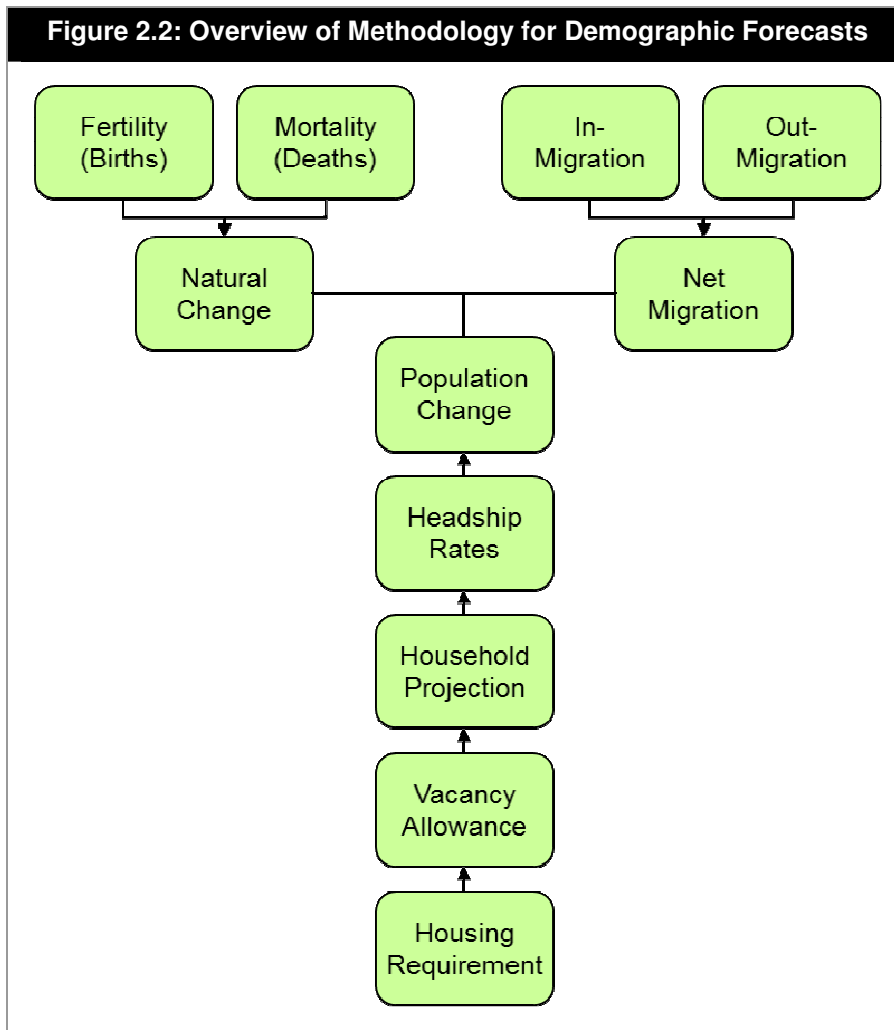 Figure 2.2: Overview of Methodology for Demographic Forecasts
Fertility
(Births)
Mortality
(Deaths)
In-
Migration
Out-
Migration
Natural
Change
Net
Migration
Population
Change
Headship
Rates
Household
Projection
Vacancy
Allowance
Housing
Requirement